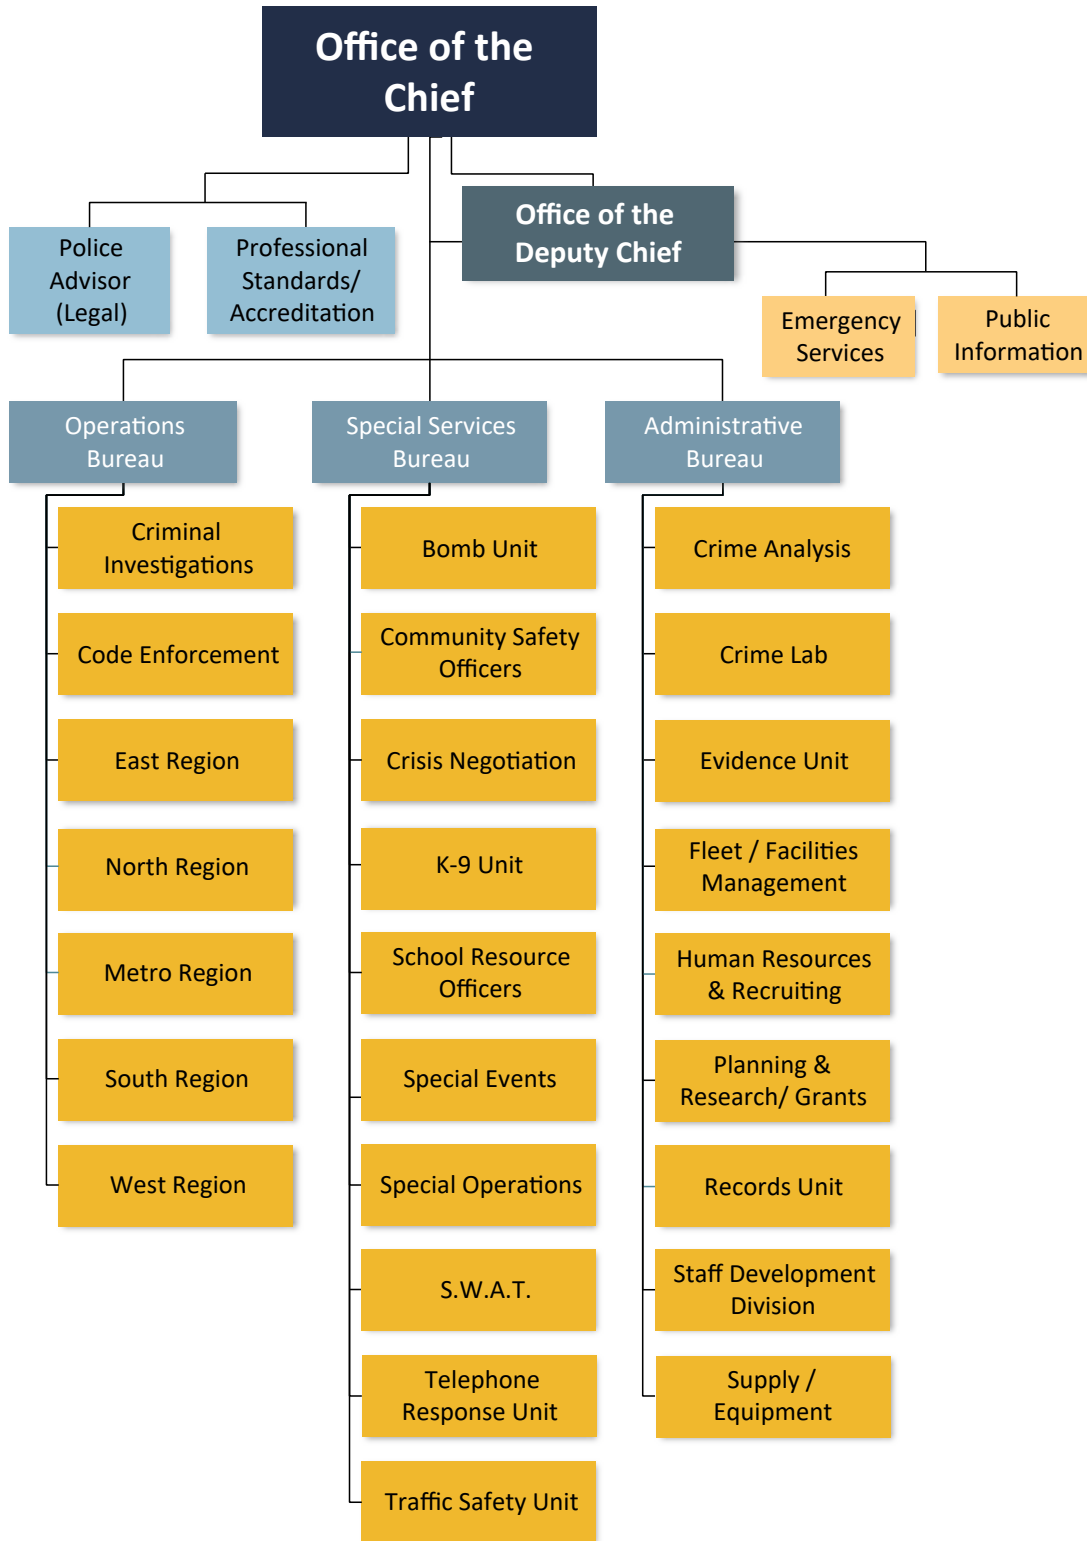 Office of the
Chief
Office of the
Deputy Chief
Police
Advisor
(Legal)
Professional
Standards/
Accreditation
Emergency
Services
Public
Information
Operations
Bureau
Special Services
Bureau
Administrative
Bureau
Criminal
Investigations
Code Enforcement
East Region
North Region
Metro Region
South Region
West Region
Bomb Unit
Community Safety
Officers
Crisis Negotiation
K-9 Unit
School Resource
Officers
Special Events
Special Operations
S.W.A.T.
Telephone
Response Unit
Traffic Safety Unit
Crime Analysis
Crime Lab
Evidence Unit
Fleet / Facilities
Management
Human Resources
& Recruiting
Planning &
Research/ Grants
Records Unit
Staff Development
Division
Supply /
Equipment